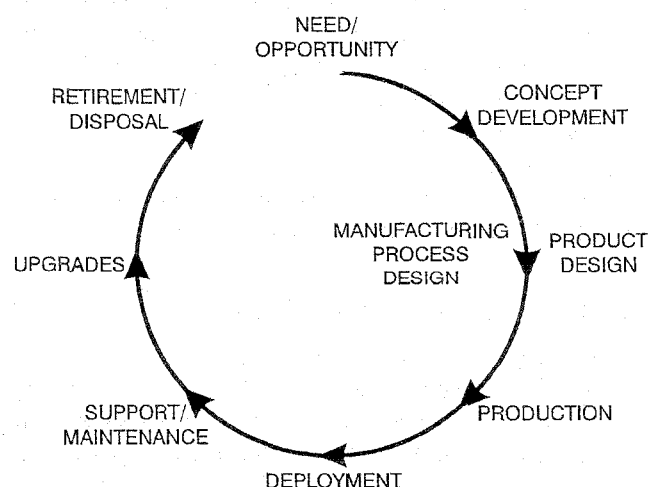 NEED/
OPPORTUNITY
CONCEPT
DEVELOPMENT
MANUFACTURING
PROCESS
DESIGN
PRODUCT
DESIGN
PRODUCTION
DEPLOYMENT
SUPPORT/
MAINTENANCE
UPGRADES
RETIREMENT/
DISPOSAL